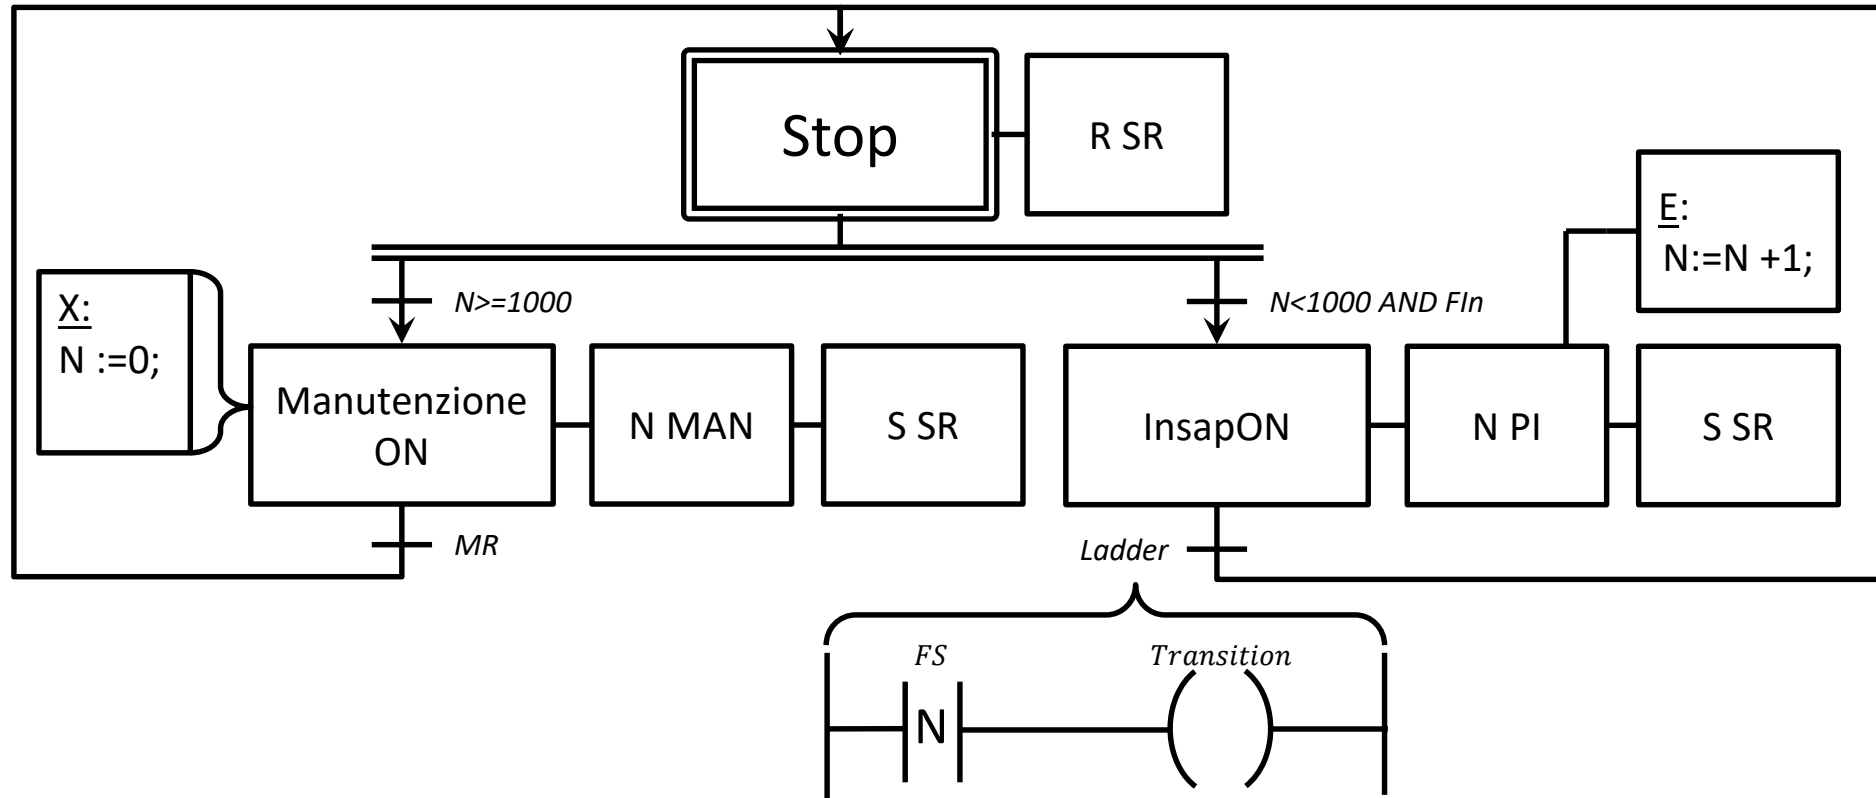 Stop
R SR
E:
N:=N +1;
N>=1000
N<1000 AND FIn
X:
N :=0;
Manutenzione
ON
N MAN
S SR
InsapON
N PI
S SR
MR
Ladder
FS
Transition
N